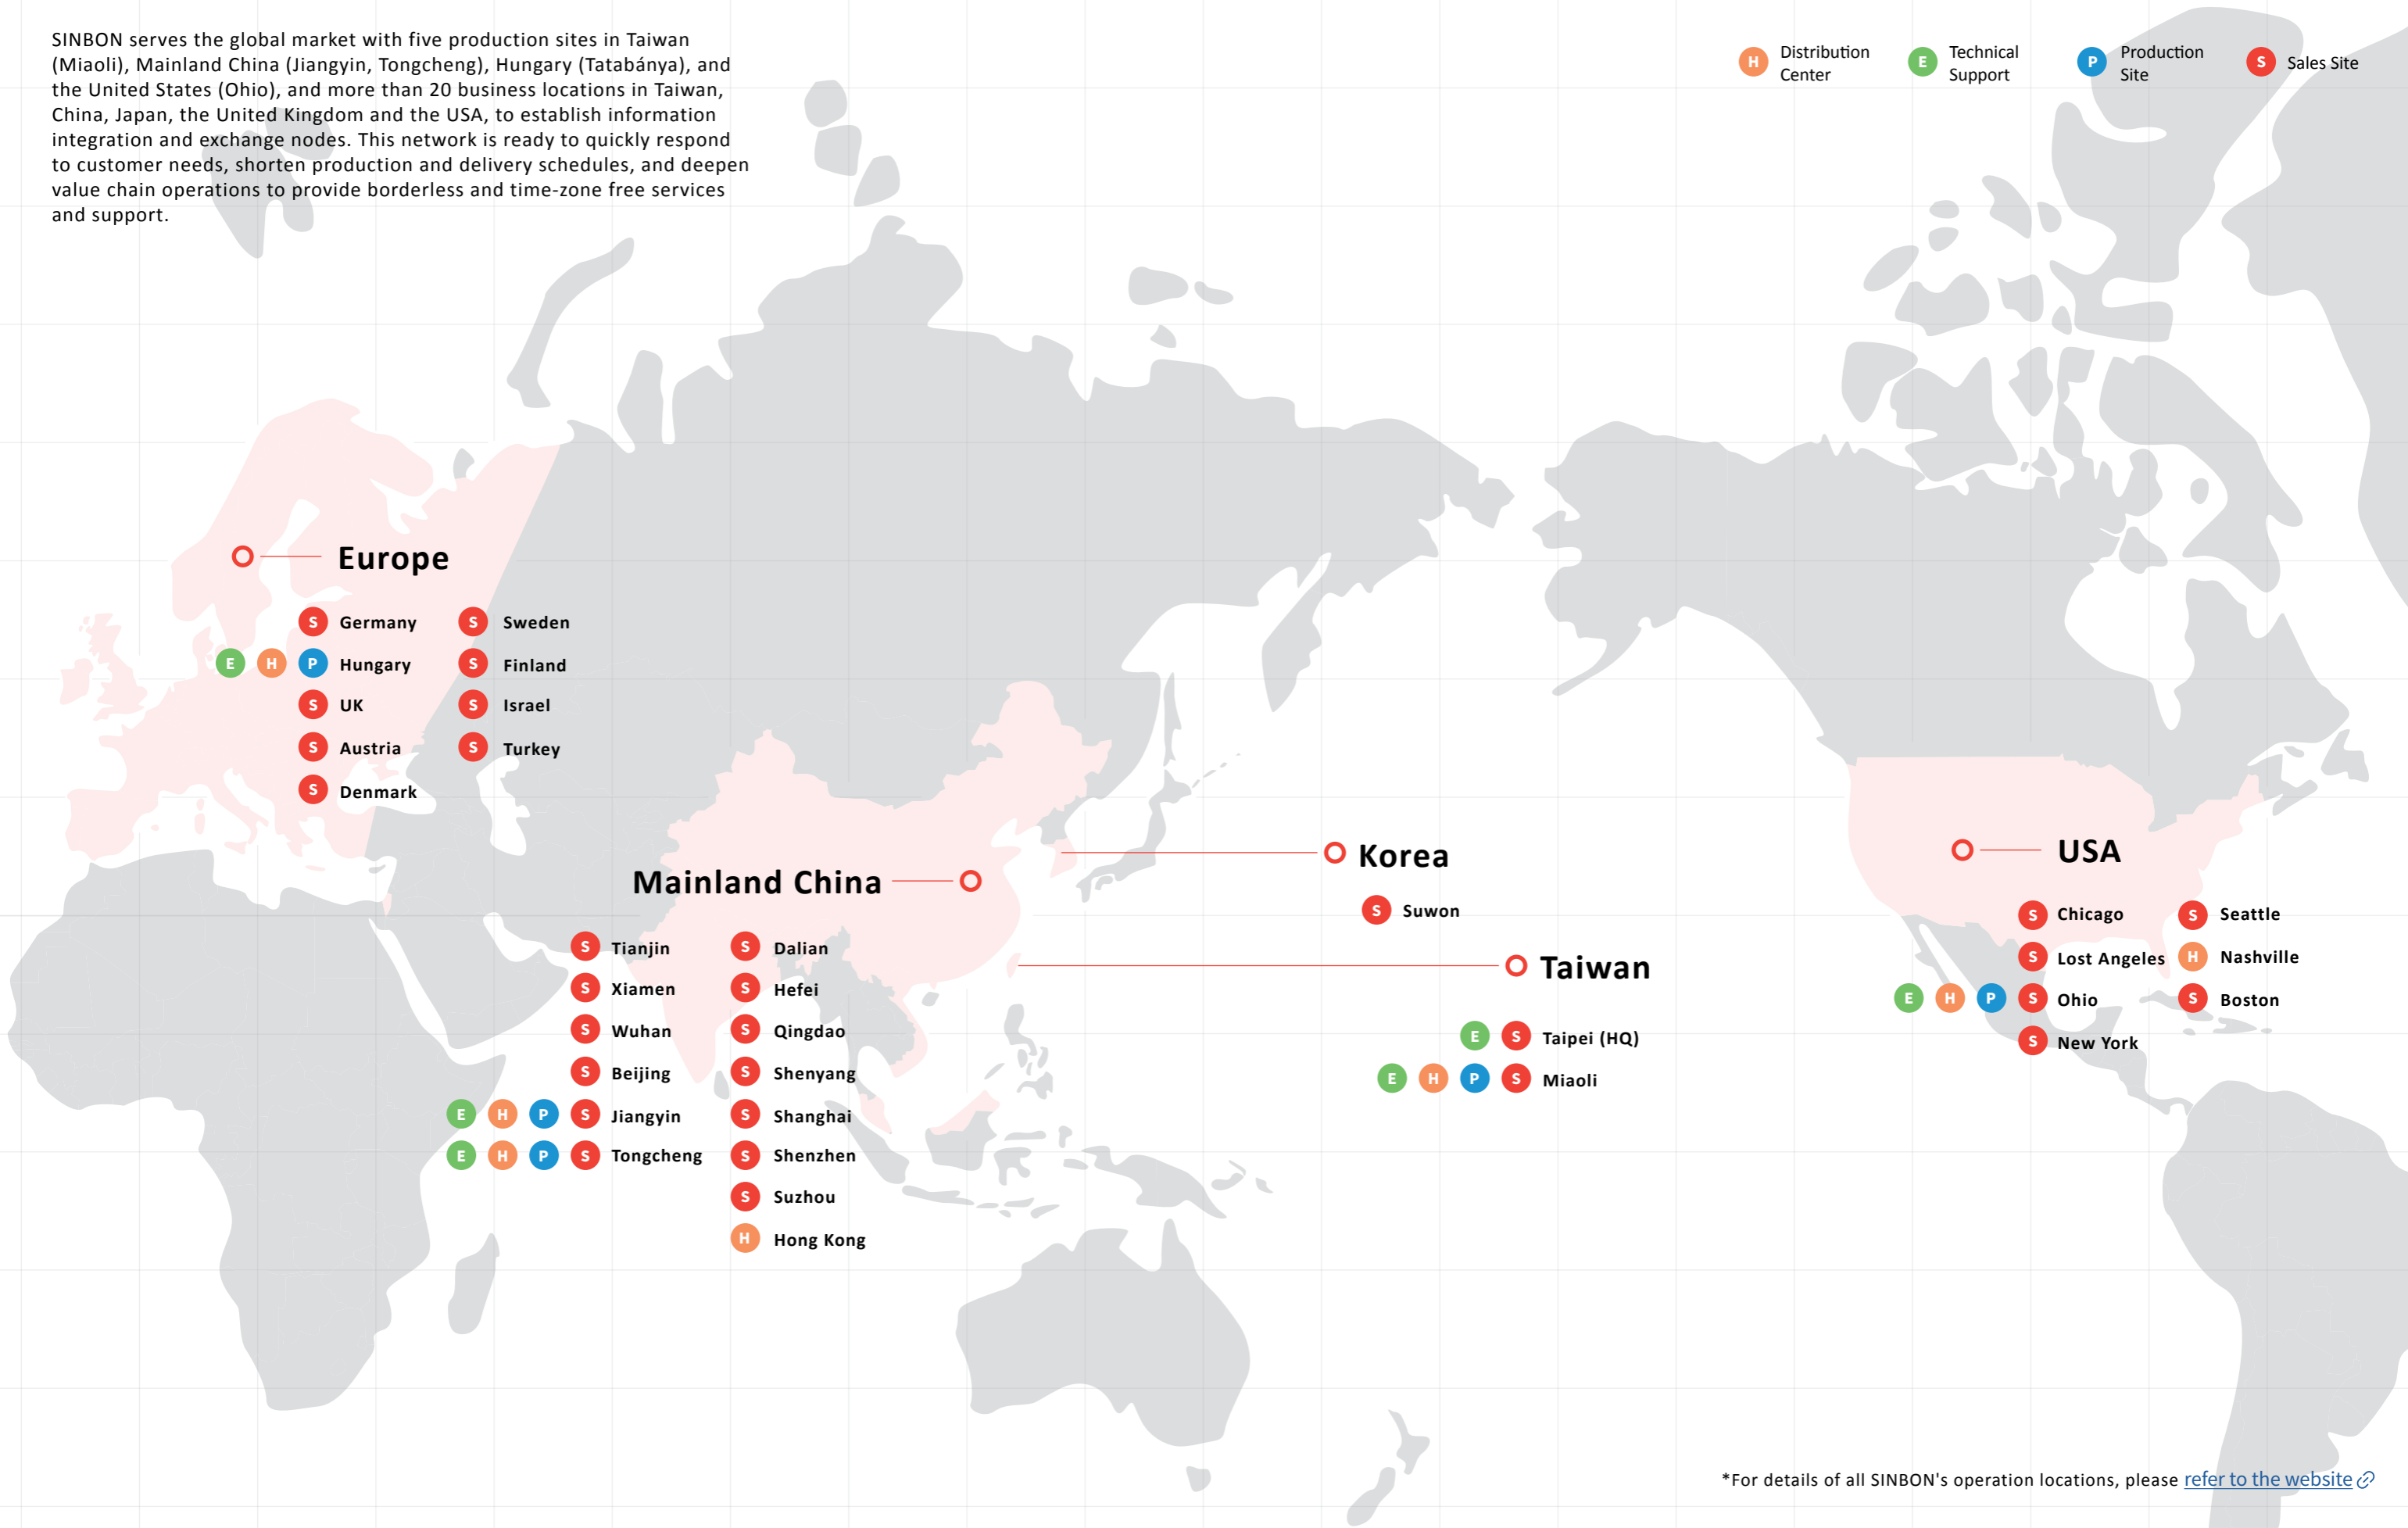 SINBON serves the global market with five production sites in Taiwan
(Miaoli), Mainland China (Jiangyin, Tongcheng), Hungary (Tatabánya), and
the United States (Ohio), and more than 20 business locations in Taiwan,
China, Japan, the United Kingdom and the USA, to establish information
integration and exchange nodes. This network is ready to quickly respond
to customer needs, shorten production and delivery schedules, and deepen
value chain operations to provide borderless and time-zone free services
and support.
H Distribution
Center
E Technical
Support
P Production
Site
S Sales Site
Europe
S Germany
E H P Hungary
S UK
S Austria
S Denmark
S Sweden
S Finland
S Israel
S Turkey
Mainland China
S Tianjin
S Xiamen
S Wuhan
S Beijing
E H P S Jiangyin
E H P S Tongcheng
S Dalian
S Hefei
S Qingdao
S Shenyang
S Shanghai
S Shenzhen
S Suzhou
H Hong Kong
Korea
S Suwon
Taiwan
E S Taipei (HQ)
E H P S Miaoli
USA
S Chicago
S Lost Angeles
E H P S Ohio
S New York
S Seattle
H Nashville
S Boston
*For details of all SINBON's operation locations, please refer to the website